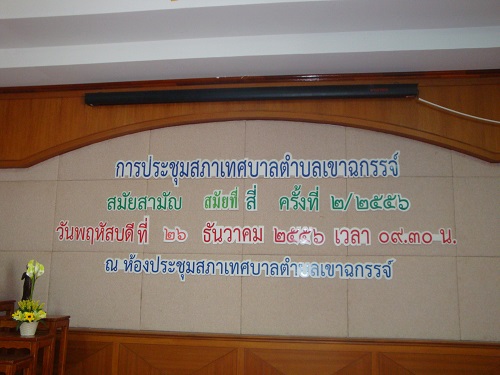 การประชุมสภาเทศบาลตำบลเขาฉกรรจ์
สมัยสามัญ สมัยที่ สี่ ครั้งที่ ๒/๒๕๕๖
วันพฤหัสบดีที่ ๒๖ ธันวาคม ๒๕๕๖ เวลา ๐๙.๓๐ น.
ณ ห้องประชุมสภาเทศบาลตำบลเขาฉกรรจ์